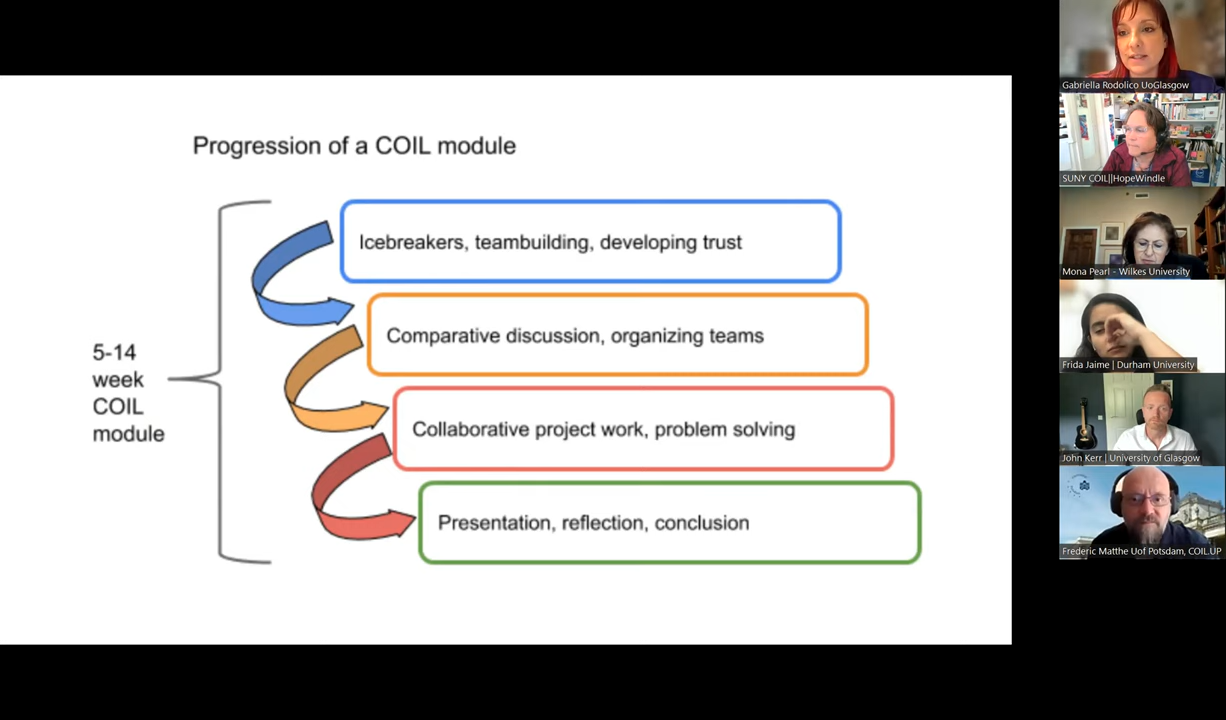 Progression of a COIL module
5-14
week
COIL
module
Icebreakers, teambuilding, developing trust
Comparative discussion, organizing teams
Collaborative project work, problem solving
Presentation, reflection, conclusion
Gabriella Rodolico UoGlasgow
SUNY COIL||HopeWindle
Mona Pearl - Wilkes University
Frida Jaime | Durham University
John Kerr | University of Glasgow
Frederic Matthe Uof Potsdam, COIL.UP